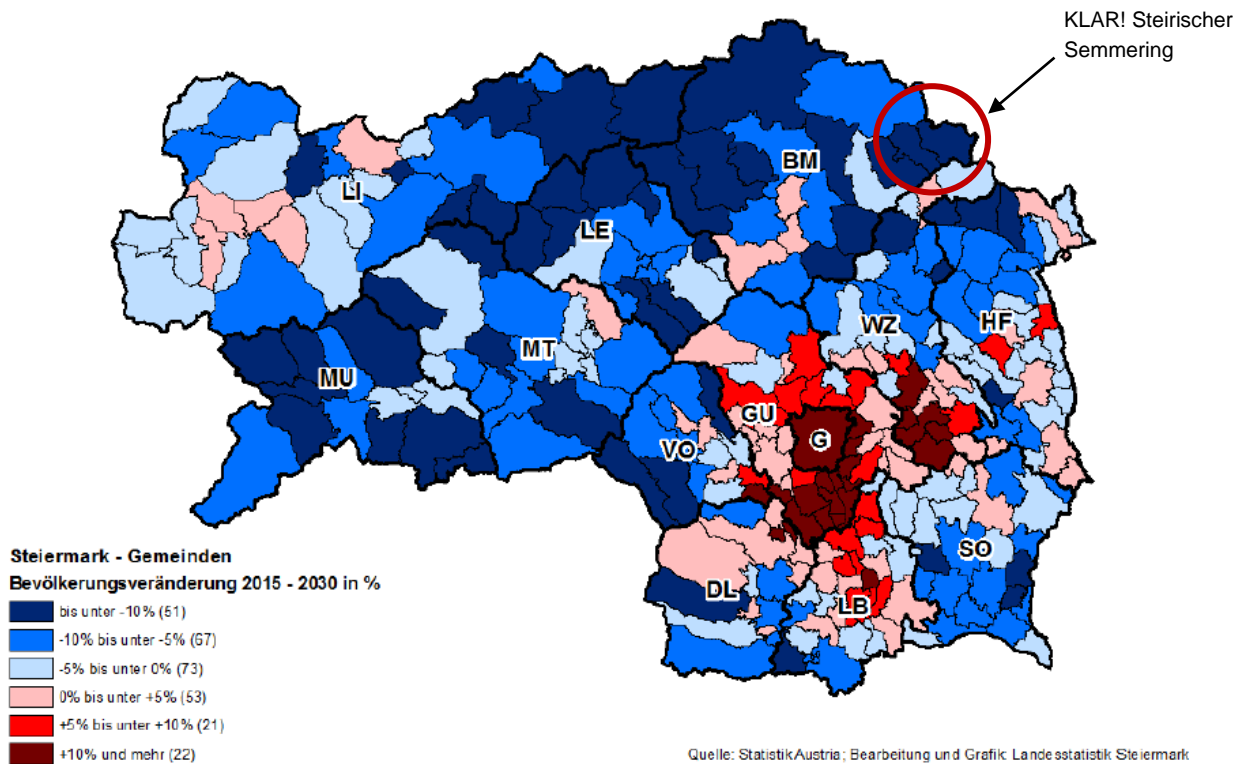 KLAR! Steirischer
Semmering
BM
LI
LE
WZ
HF
MT
MU
GU
G
VO
SO
DL
LB
Steiermark - Gemeinden
Bevölkerungsveränderung 2015 - 2030 in %
bis unter -10% (51)
-10% bis unter -5% (67)
-5% bis unter 0% (73)
0% bis unter +5% (53)
+5% bis unter +10% (21)
+10% und mehr (22)
Quelle: Statistik Austria; Bearbeitung und Grafik: Landesstatistik Steiermark